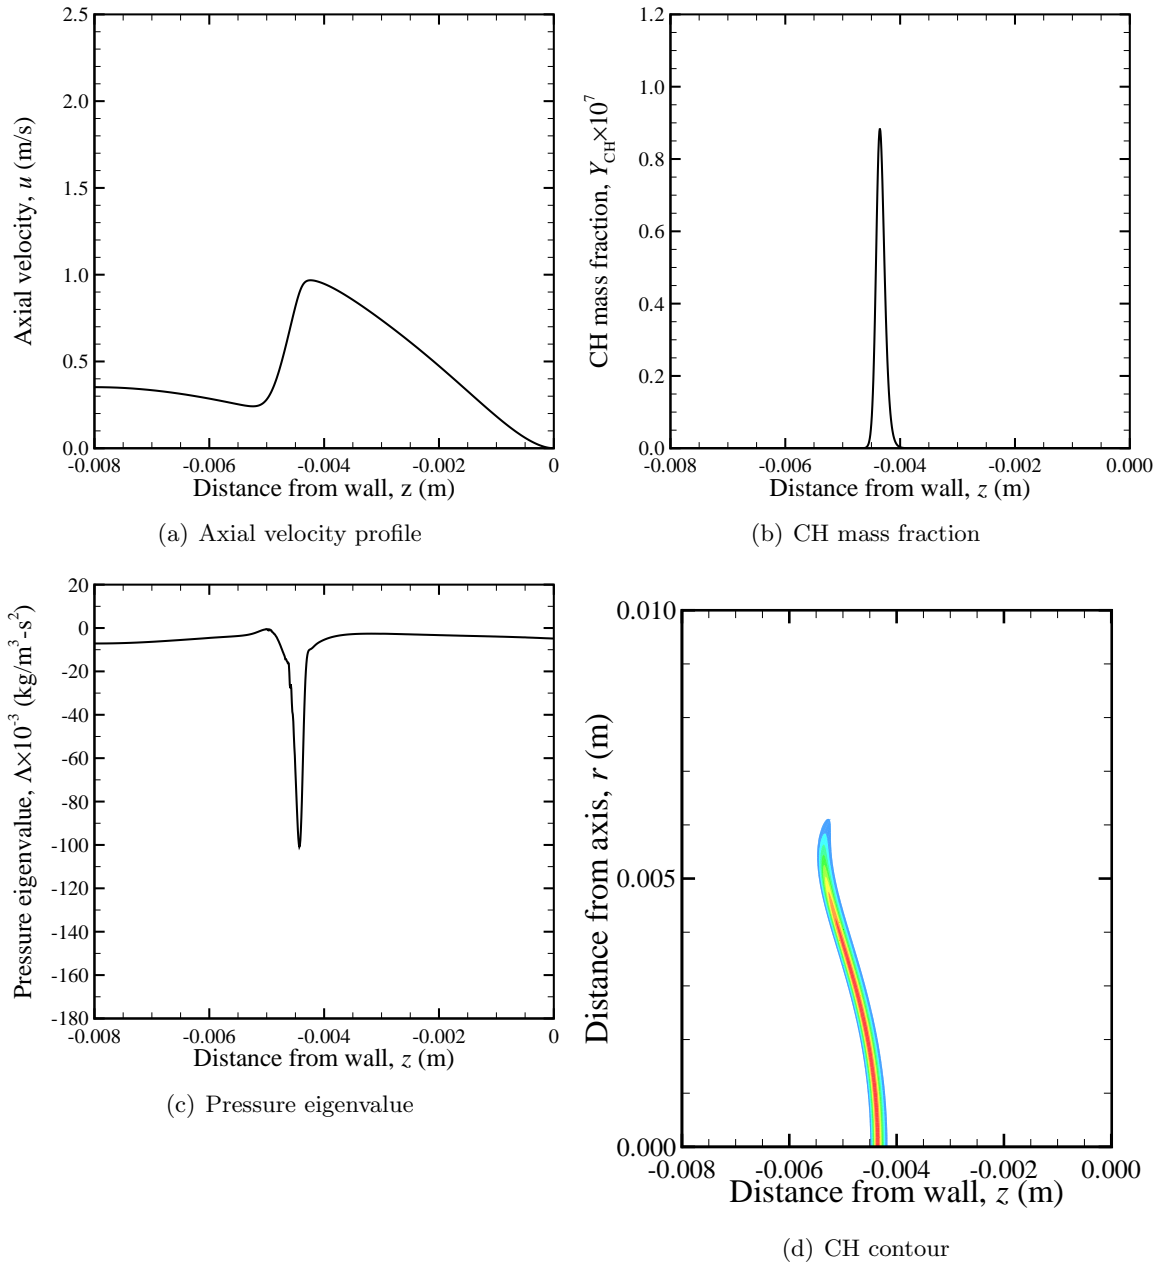 2.5
2.0
1.5
1.0
0.5
0.0
-0.008 -0.006 -0.004 -0.002 0
Axial velocity, u (m/s)
Distance from wall, z (m)
(a) Axial velocity profile
1.2
1.0
0.8
0.6
0.4
0.2
0.0
-0.008 -0.006 -0.004 -0.002 0.000
CH mass fraction, Y_CH×10^7
Distance from wall, z (m)
(b) CH mass fraction
20
0
-20
-40
-60
-80
-100
-120
-140
-160
-180
-0.008 -0.006 -0.004 -0.002 0
Pressure eigenvalue, Λ×10^-3 (kg/m^3-s^2)
Distance from wall, z (m)
(c) Pressure eigenvalue
0.010
0.005
0.000
-0.008 -0.006 -0.004 -0.002 0.000
Distance from axis, r (m)
Distance from wall, z (m)
(d) CH contour